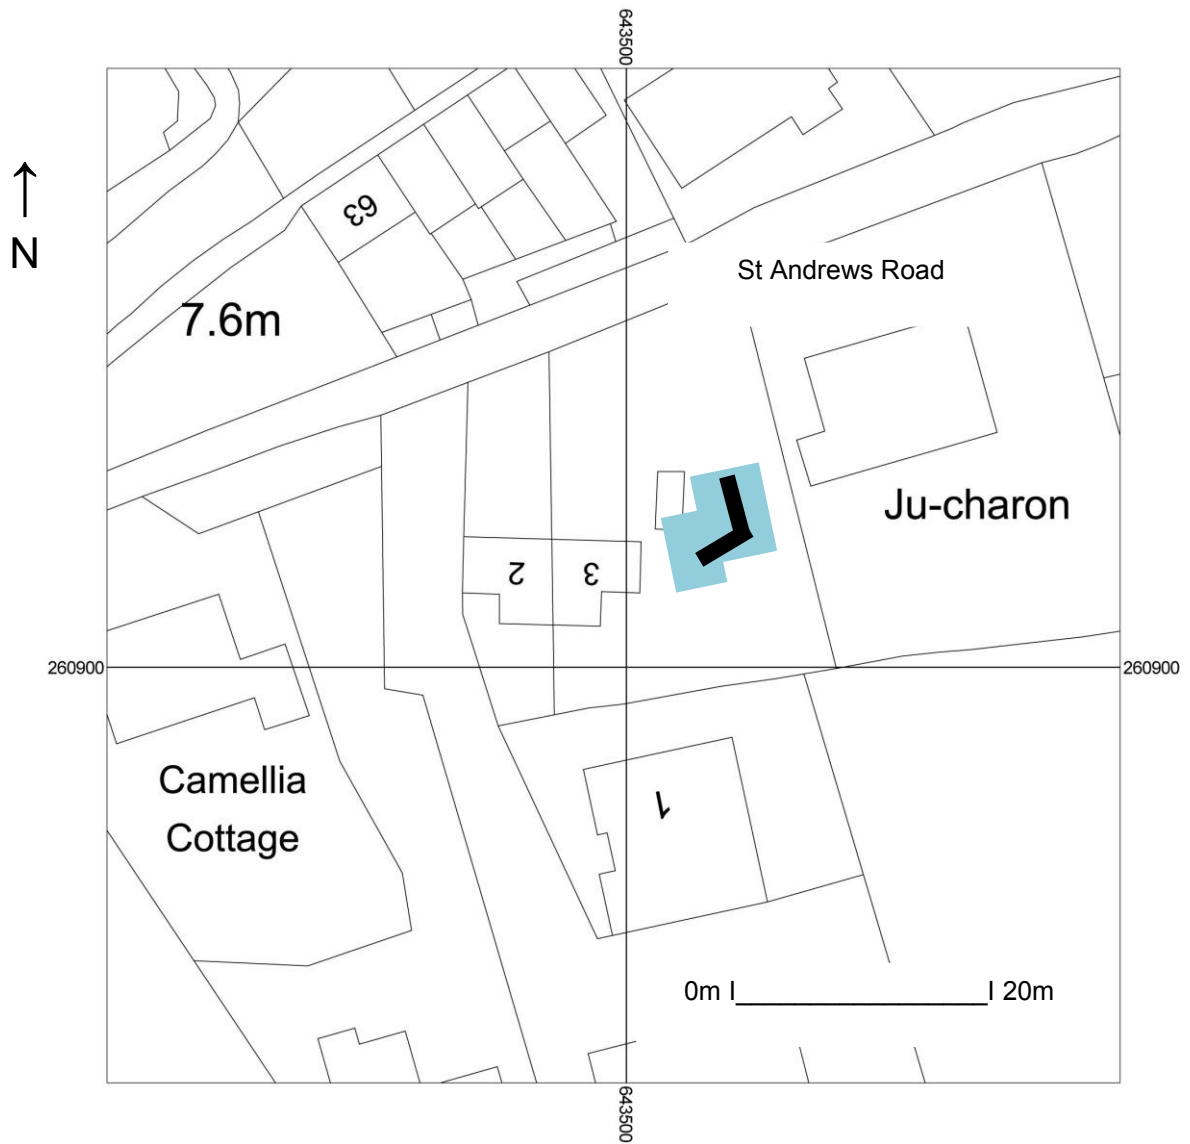 643500
N
63
St Andrews Road
7.6m
Ju-charon
2 3
260900 260900
Camellia
Cottage
1
0m I__________________I 20m
643500